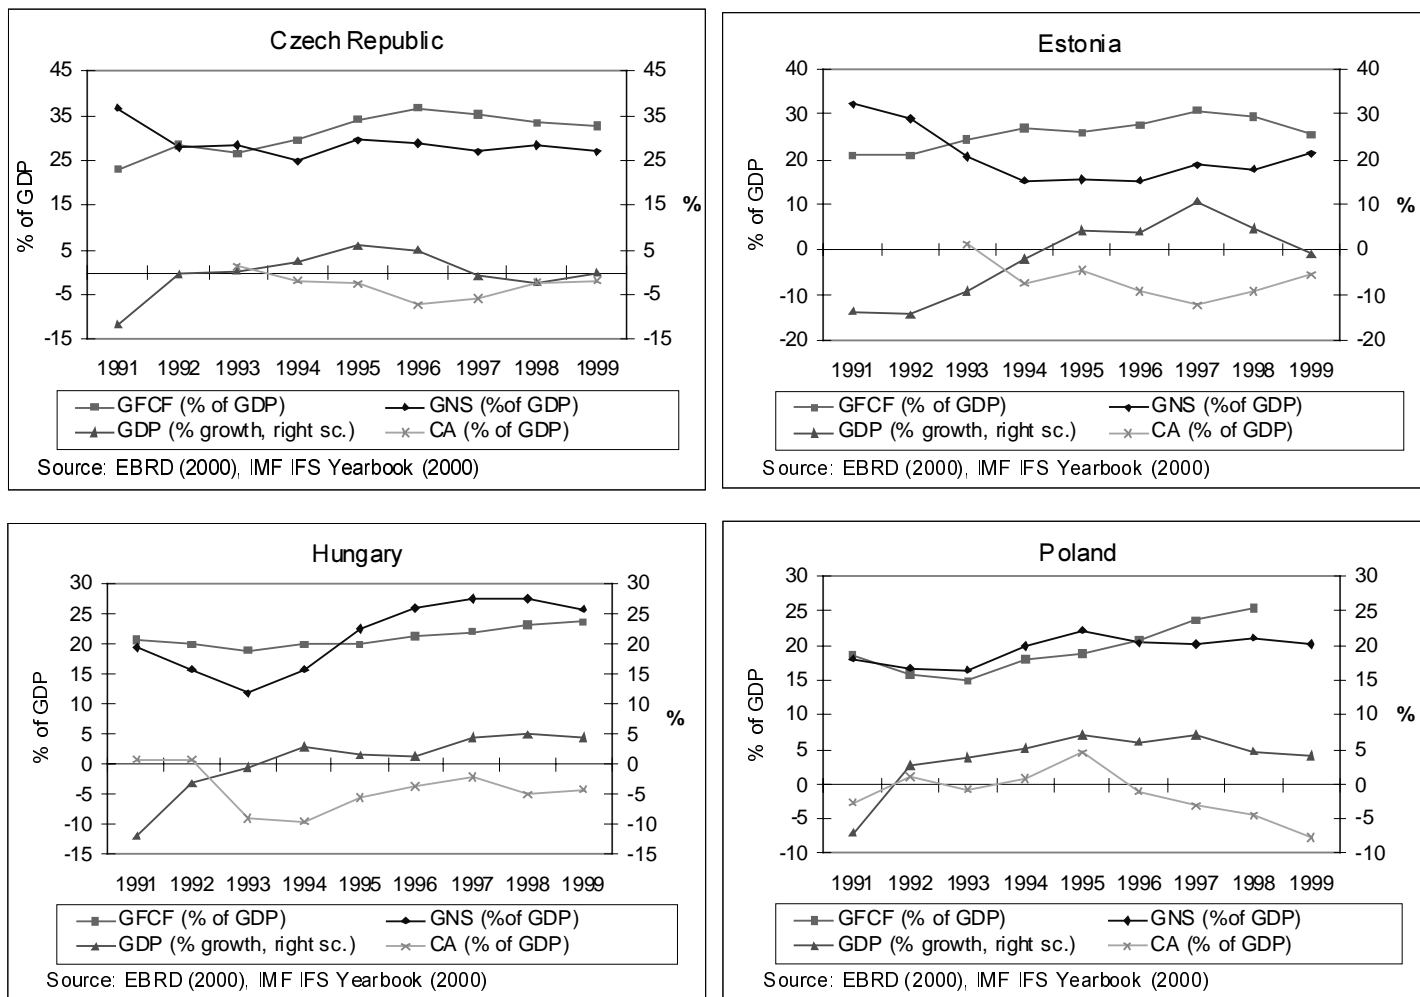 Czech Republic
45 45
35 35
25 25
15 15
5 5
-5 -5
-15 -15
% of GDP
%
1991 1992 1993 1994 1995 1996 1997 1998 1999
GFCF (% of GDP) GNS (%of GDP)
GDP (% growth, right sc.) CA (% of GDP)
Source: EBRD (2000), IMF IFS Yearbook (2000)
Estonia
40 40
30 30
20 20
10 10
0 0
-10 -10
-20 -20
% of GDP
%
1991 1992 1993 1994 1995 1996 1997 1998 1999
GFCF (% of GDP) GNS (%of GDP)
GDP (% growth, right sc.) CA (% of GDP)
Source: EBRD (2000), IMF IFS Yearbook (2000)
Hungary
30 30
25 25
20 20
15 15
10 10
5 5
0 0
-5 -5
-10 -10
-15 -15
% of GDP
%
1991 1992 1993 1994 1995 1996 1997 1998 1999
GFCF (% of GDP) GNS (%of GDP)
GDP (% growth, right sc.) CA (% of GDP)
Source: EBRD (2000), IMF IFS Yearbook (2000)
Poland
30 30
25 25
20 20
15 15
10 10
5 5
0 0
-5 -5
-10 -10
% of GDP
%
1991 1992 1993 1994 1995 1996 1997 1998 1999
GFCF (% of GDP) GNS (%of GDP)
GDP (% growth, right sc.) CA (% of GDP)
Source: EBRD (2000), IMF IFS Yearbook (2000)